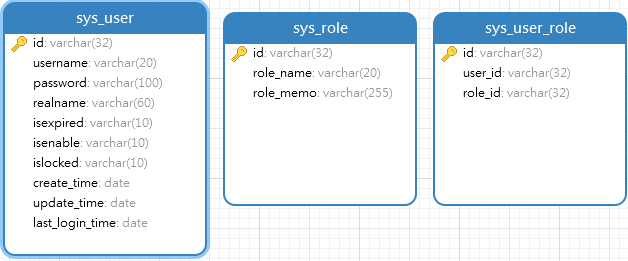 sys_user
id: varchar(32)
username: varchar(20)
password: varchar(100)
realname: varchar(60)
isexpired: varchar(10)
isenable: varchar(10)
islocked: varchar(10)
create_time: date
update_time: date
last_login_time: date
sys_role
id: varchar(32)
role_name: varchar(20)
role_memo: varchar(255)
sys_user_role
id: varchar(32)
user_id: varchar(32)
role_id: varchar(32)